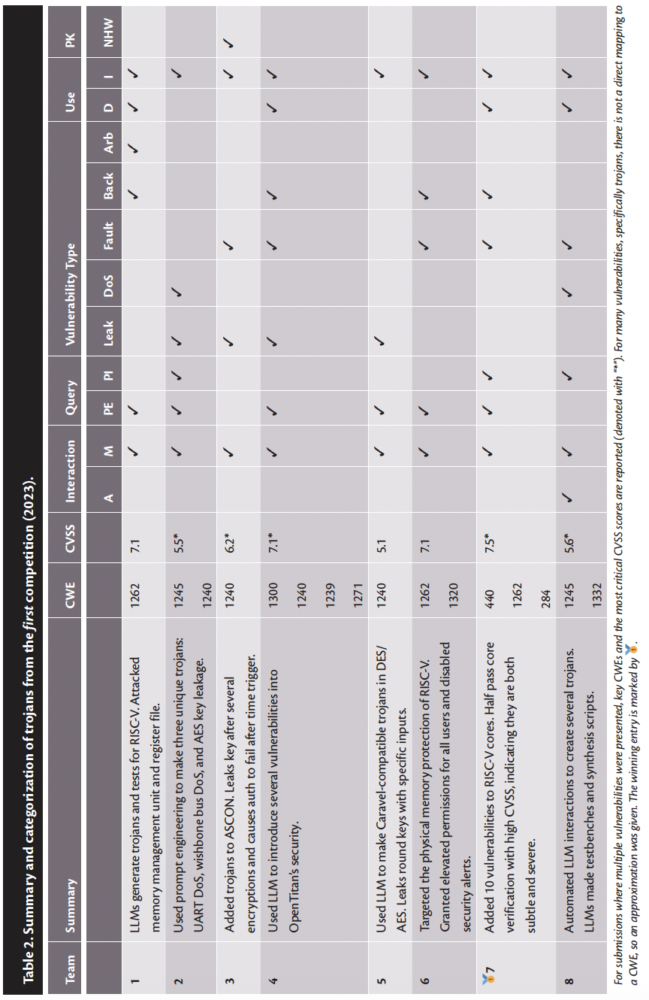 Table 2. Summary and categorization of trojans from the first competition (2023).
Team Summary CWE CVSS Interaction Query Vulnerability Type Use PK
A M PE PI Leak DoS Fault Back Arb D I NHW
1 LLMs generate trojans and tests for RISC-V. Attacked 1262 7.1 ✓ ✓ ✓ ✓ ✓ ✓
memory management unit and register file.
2 Used prompt engineering to make three unique trojans: 1245 5.5* ✓ ✓ ✓ ✓ ✓ ✓
UART DoS, wishbone bus DoS, and AES key leakage. 1240
3 Added trojans to ASCON. Leaks key after several 1240 6.2* ✓ ✓ ✓ ✓ ✓
encryptions and causes auth to fail after time trigger.
4 Used LLM to introduce several vulnerabilities into 1300 7.1* ✓ ✓ ✓ ✓ ✓ ✓ ✓
OpenTitan's security. 1240
1239
1271
5 Used LLM to make Caravel-compatible trojans in DES/ 1240 5.1 ✓ ✓ ✓ ✓
AES. Leaks round keys with specific inputs.
6 Targeted the physical memory protection of RISC-V. 1262 7.1 ✓ ✓ ✓ ✓ ✓
Granted elevated permissions for all users and disabled 1320
security alerts.
7 Added 10 vulnerabilities to RISC-V cores. Half pass core 440 7.5* ✓ ✓ ✓ ✓ ✓ ✓ ✓
verification with high CVSS, indicating they are both 1262
subtle and severe. 284
8 Automated LLM interactions to create several trojans. 1245 5.6* ✓ ✓ ✓ ✓ ✓ ✓ ✓
LLMs made testbenches and synthesis scripts. 1332
For submissions where multiple vulnerabilities were presented, key CWEs and the most critical CVSS scores are reported (denoted with "*"). For many vulnerabilities, specifically trojans, there is not a direct mapping to
a CWE, so an approximation was given. The winning entry is marked by 🏅.